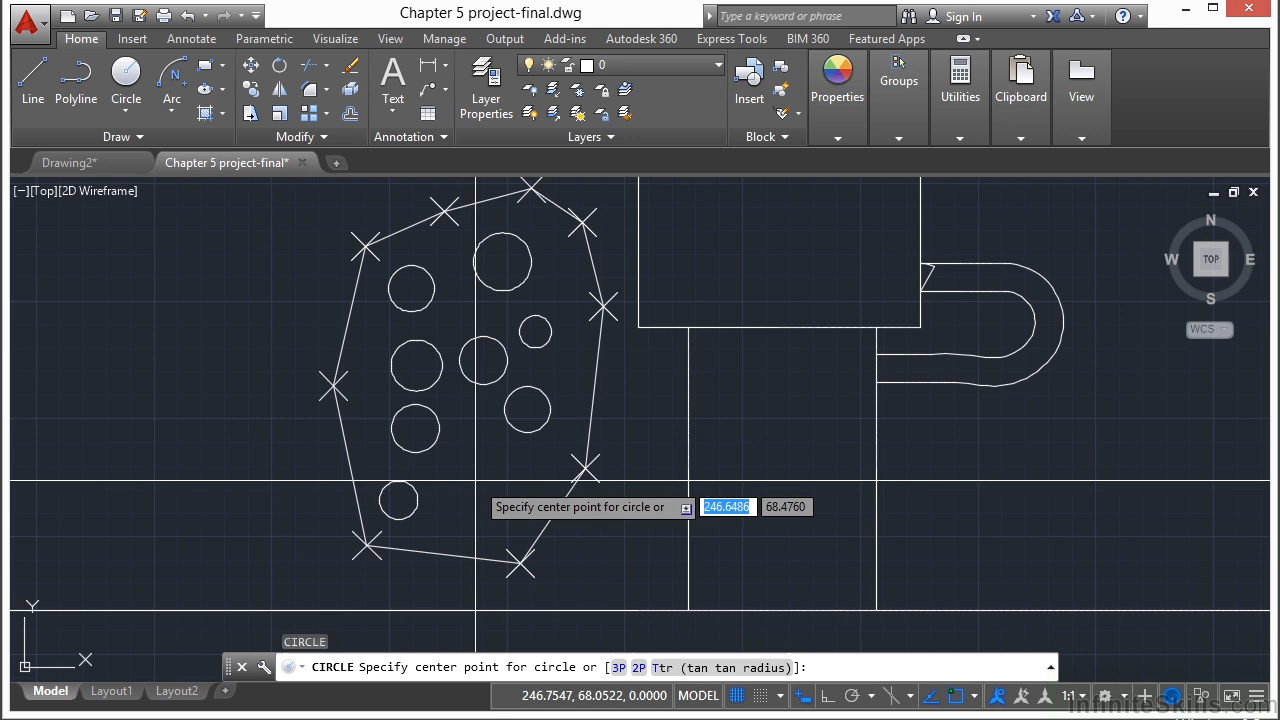 Chapter 5 project-final.dwg
Type a keyword or phrase
Sign In
Home Insert Annotate Parametric Visualize View Manage Output Add-ins Autodesk 360 Express Tools BIM 360 Featured Apps
Line Polyline Circle Arc
Text
Layer
Properties
0
Insert
Properties
Groups
Utilities
Clipboard
View
Draw Modify Annotation Layers Block
Drawing2* Chapter 5 project-final*
[−][Top][2D Wireframe]
N
W TOP E
S
WCS
Specify center point for circle or 246.6486 68.4760
Y
X
CIRCLE
CIRCLE Specify center point for circle or [3P 2P Ttr (tan tan radius)]:
Model Layout1 Layout2
246.7547, 68.0522, 0.0000 MODEL 1:1
InfiniteSkills.com